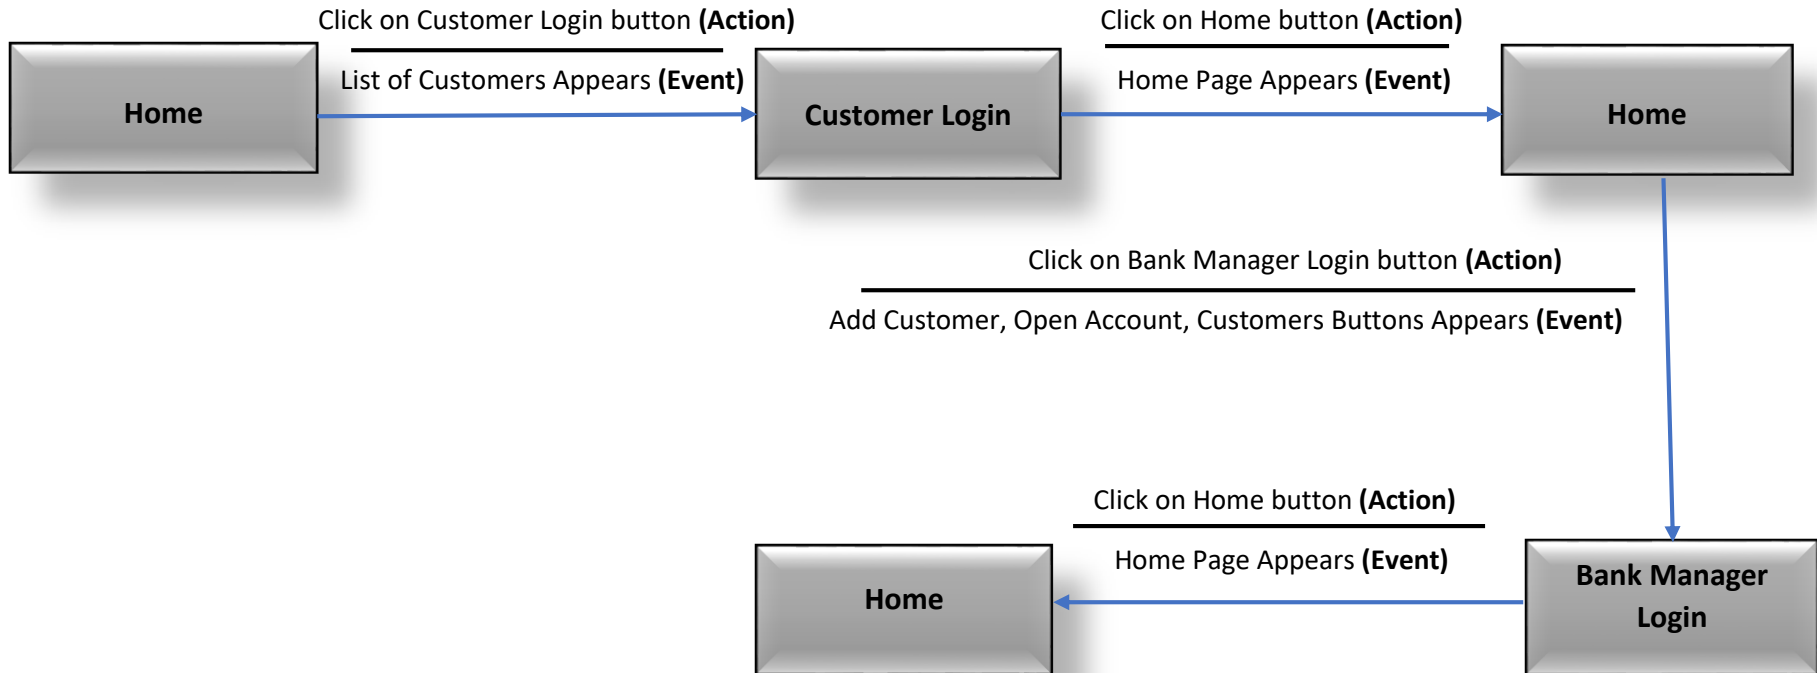 Click on Customer Login button (Action)
List of Customers Appears (Event)
Click on Home button (Action)
Home Page Appears (Event)
Home
Customer Login
Home
Click on Bank Manager Login button (Action)
Add Customer, Open Account, Customers Buttons Appears (Event)
Click on Home button (Action)
Home Page Appears (Event)
Home
Bank Manager
Login